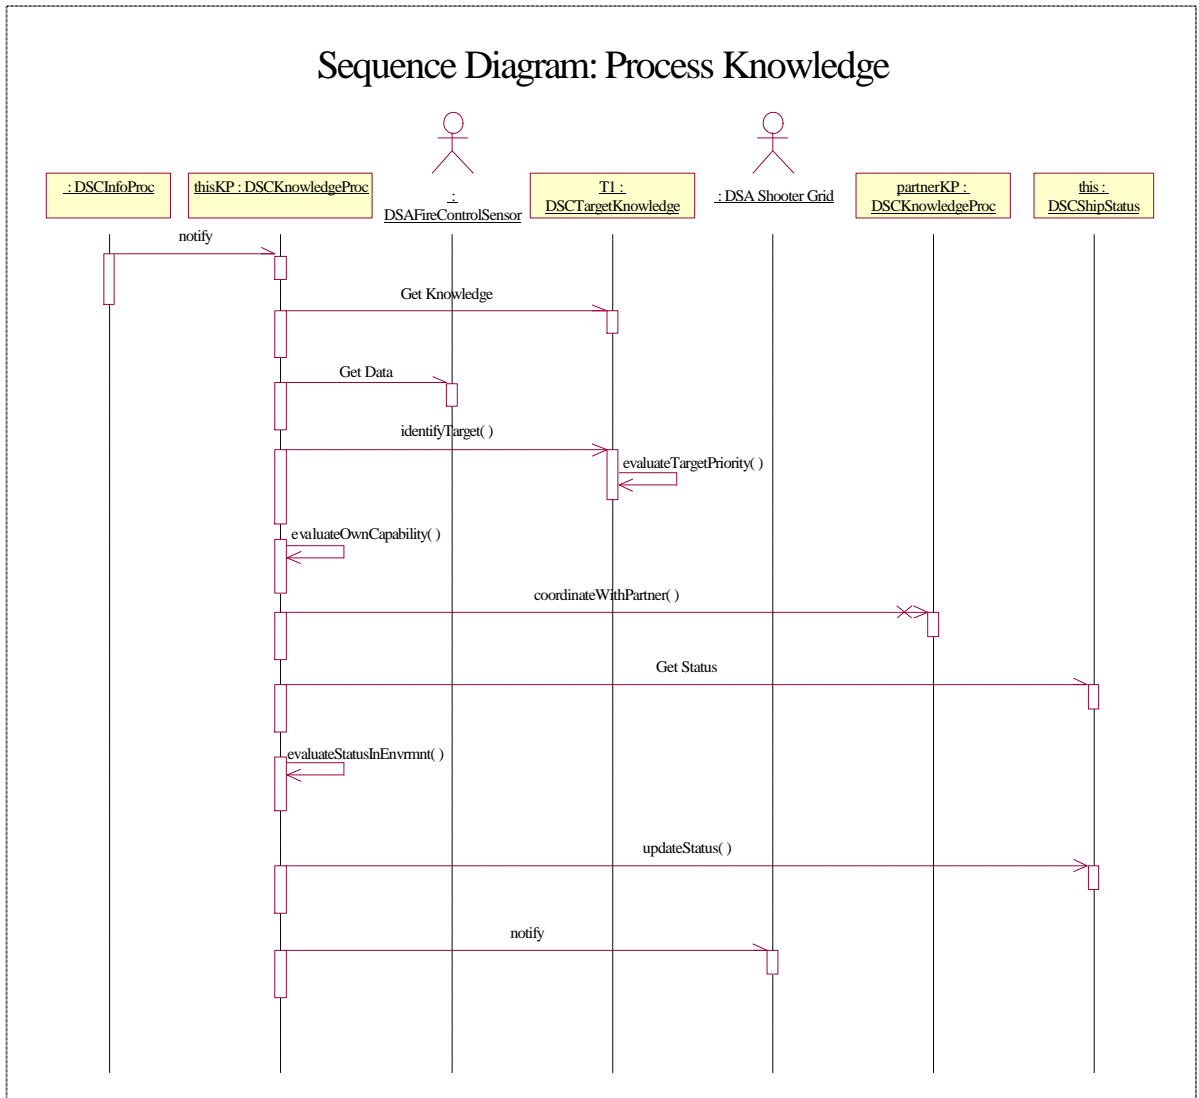 Sequence Diagram: Process Knowledge
: DSCInfoProc
thisKP : DSCKnowledgeProc
:
DSAFireControlSensor
T1 :
DSCTargetKnowledge
: DSA Shooter Grid
partnerKP :
DSCKnowledgeProc
this :
DSCShipStatus
notify
Get Knowledge
Get Data
identifyTarget( )
evaluateTargetPriority( )
evaluateOwnCapability( )
coordinateWithPartner( )
Get Status
evaluateStatusInEnvrmnt( )
updateStatus( )
notify